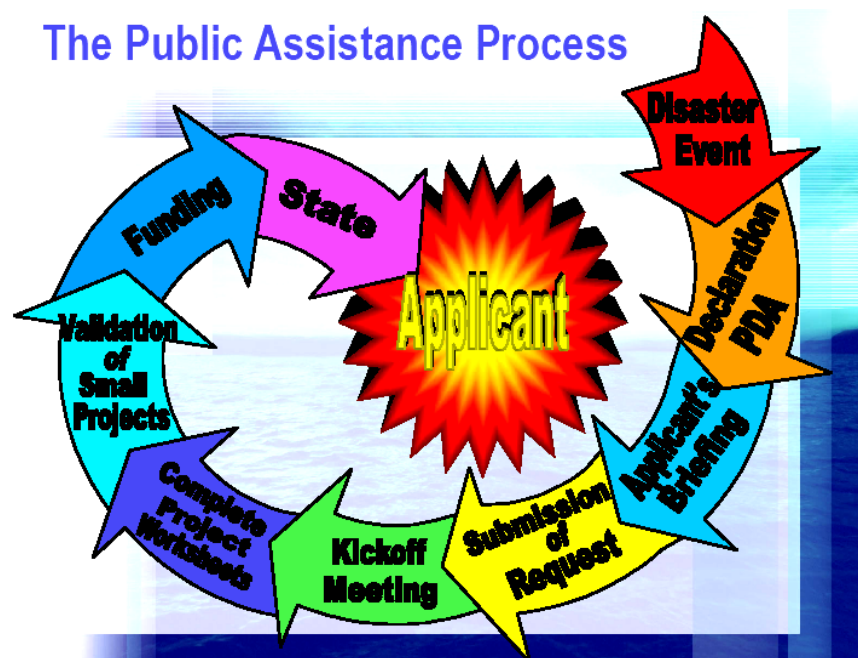 The Public Assistance Process
Disaster
Event
Declaration
PDA
Applicant's
Briefing
Submission
of
Request
Kickoff
Meeting
Complete
Project
Worksheets
Validation
of
Small
Projects
Funding
State
Applicant